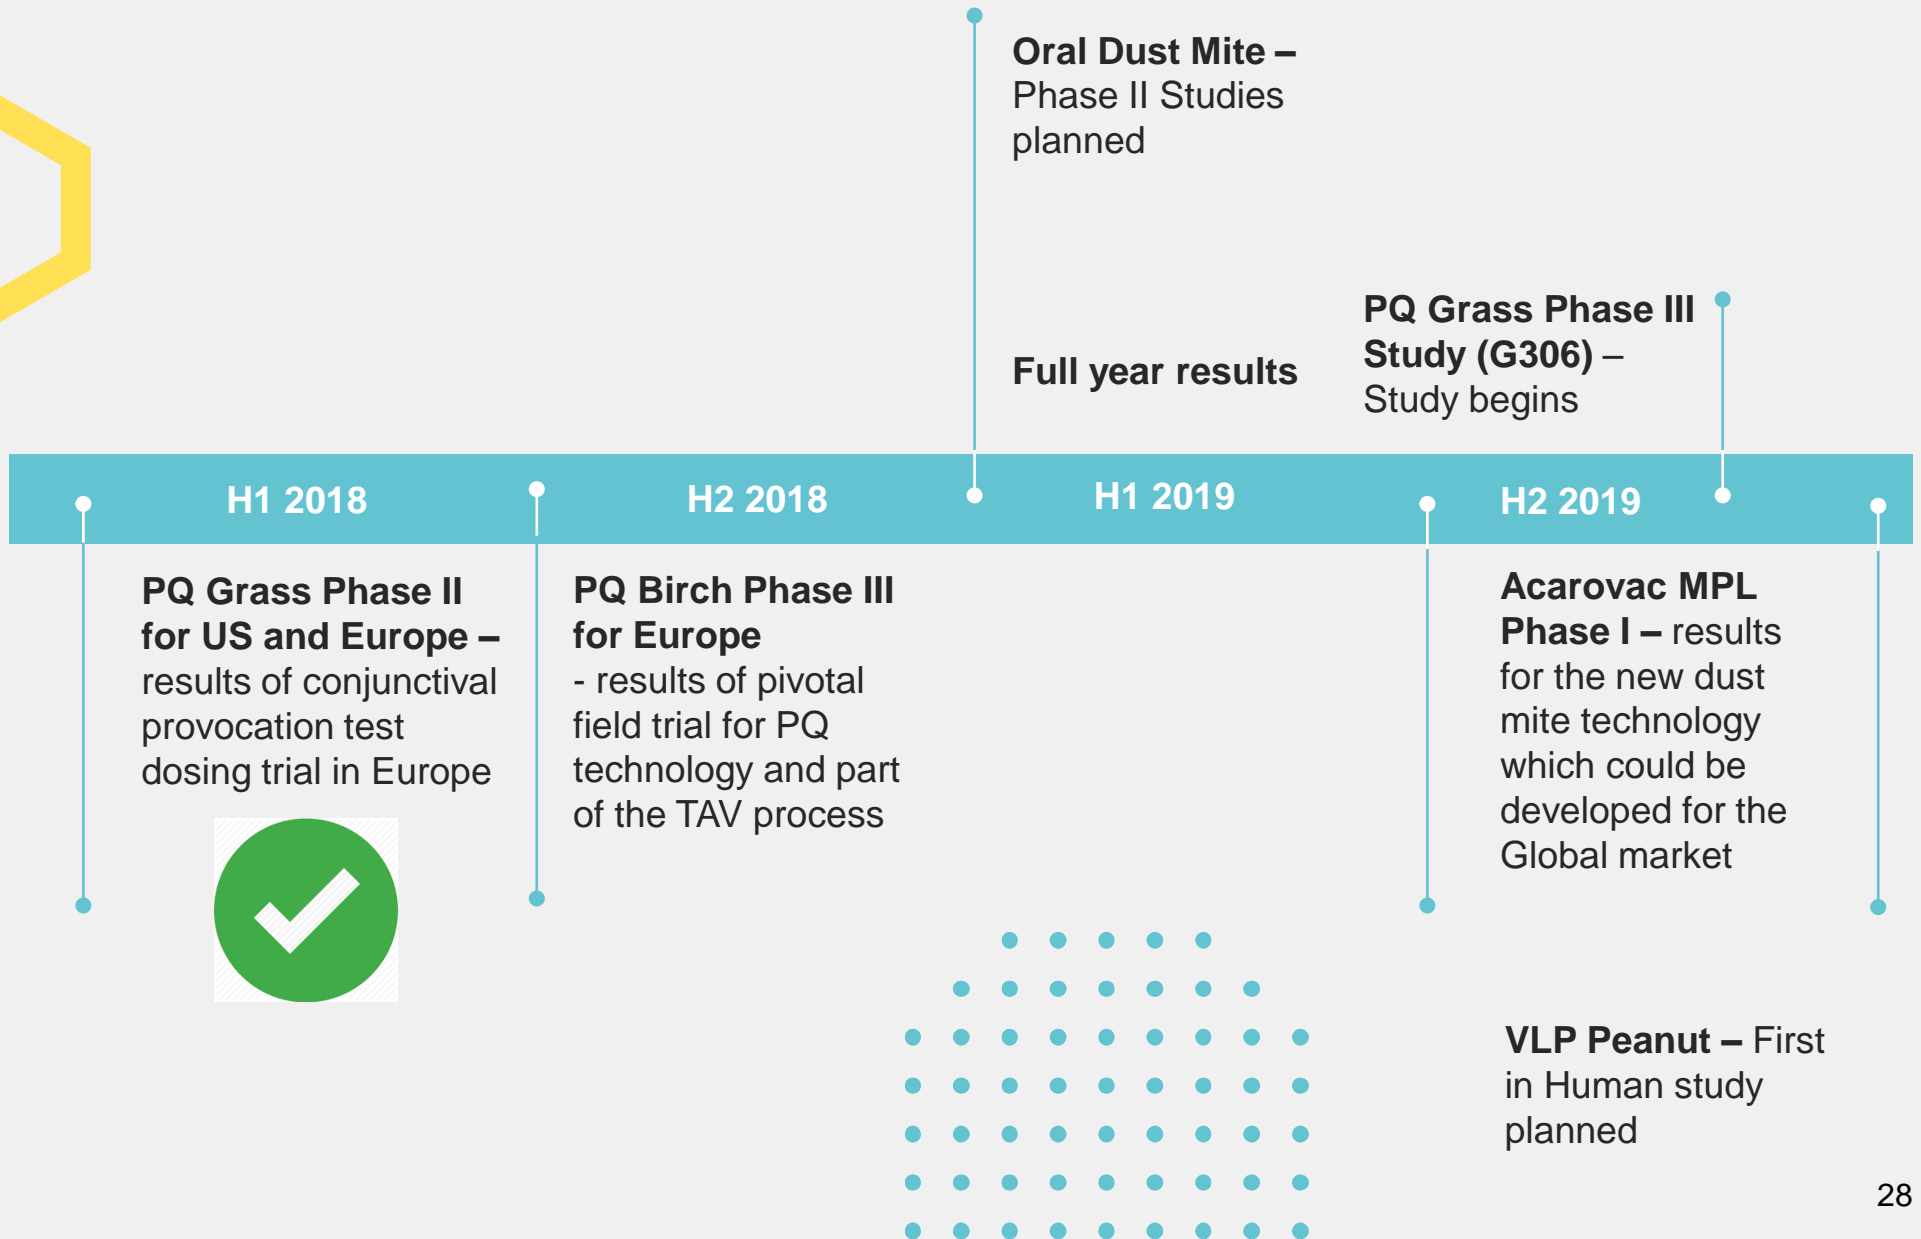 Oral Dust Mite –
Phase II Studies
planned
Full year results
PQ Grass Phase III
Study (G306) –
Study begins
H1 2018
H2 2018
H1 2019
H2 2019
PQ Grass Phase II
for US and Europe –
results of conjunctival
provocation test
dosing trial in Europe
PQ Birch Phase III
for Europe
- results of pivotal
field trial for PQ
technology and part
of the TAV process
Acarovac MPL
Phase I – results
for the new dust
mite technology
which could be
developed for the
Global market
VLP Peanut – First
in Human study
planned
28